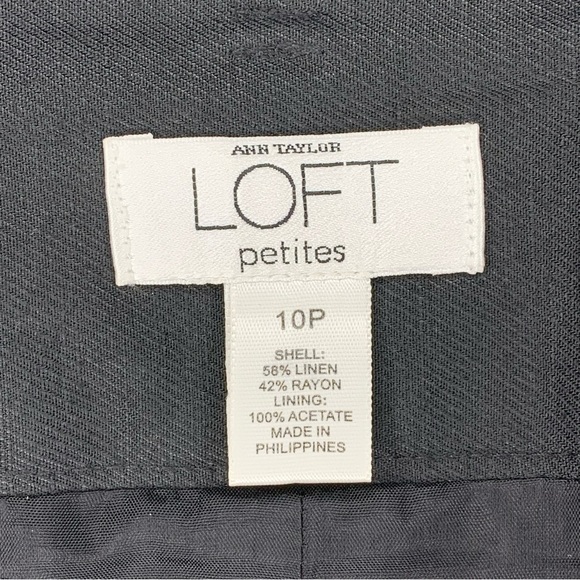 ANN TAYLOR
LOFT
petites
10P
SHELL:
58% LINEN
42% RAYON
LINING:
100% ACETATE
MADE IN
PHILIPPINES